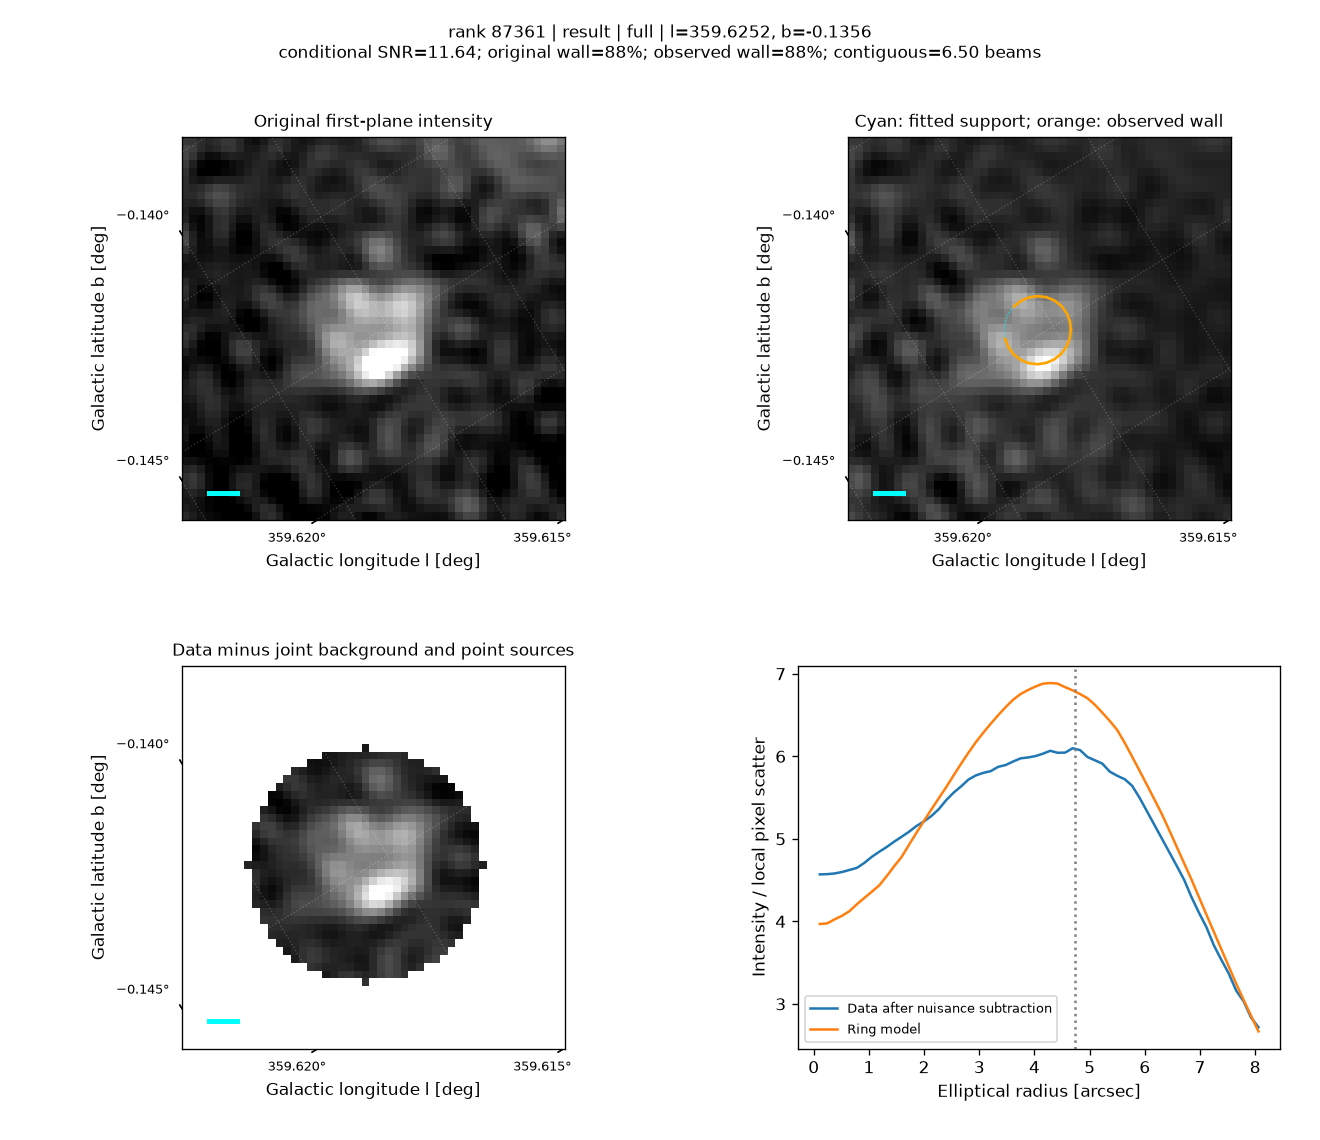 rank 87361 | result | full | l=359.6252, b=-0.1356
conditional SNR=11.64; original wall=88%; observed wall=88%; contiguous=6.50 beams
Original first-plane intensity
Cyan: fitted support; orange: observed wall
−0.140°
−0.145°
Galactic latitude b [deg]
359.620°
359.615°
Galactic longitude l [deg]
−0.140°
−0.145°
Galactic latitude b [deg]
359.620°
359.615°
Galactic longitude l [deg]
Data minus joint background and point sources
−0.140°
−0.145°
Galactic latitude b [deg]
359.620°
359.615°
Galactic longitude l [deg]
7
6
5
4
3
Intensity / local pixel scatter
Data after nuisance subtraction
Ring model
0 1 2 3 4 5 6 7 8
Elliptical radius [arcsec]